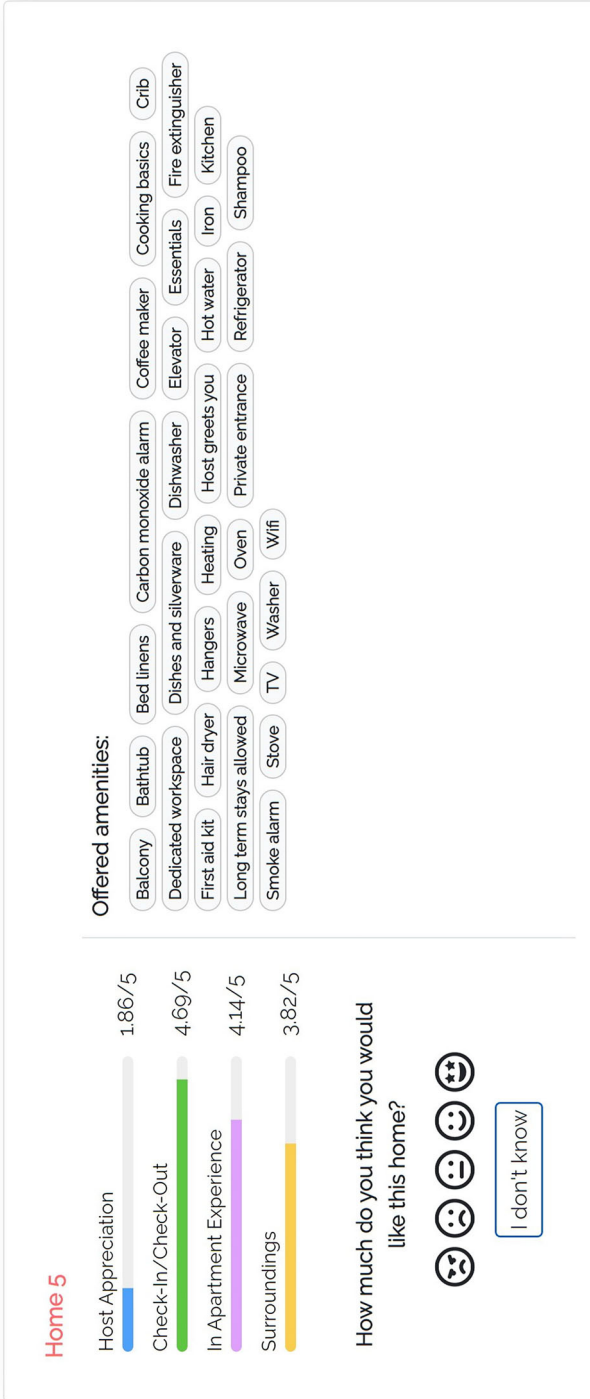 Home 5
Host Appreciation 1.86/5
Check-In/Check-Out 4.69/5
In Apartment Experience 4.14/5
Surroundings 3.82/5
How much do you think you would
like this home?
I don't know
Offered amenities:
Balcony Bathtub Bed linens Carbon monoxide alarm Coffee maker Cooking basics Crib
Dedicated workspace Dishes and silverware Dishwasher Elevator Essentials Fire extinguisher
First aid kit Hair dryer Hangers Heating Host greets you Hot water Iron Kitchen
Long term stays allowed Microwave Oven Private entrance Refrigerator Shampoo
Smoke alarm Stove TV Washer Wifi